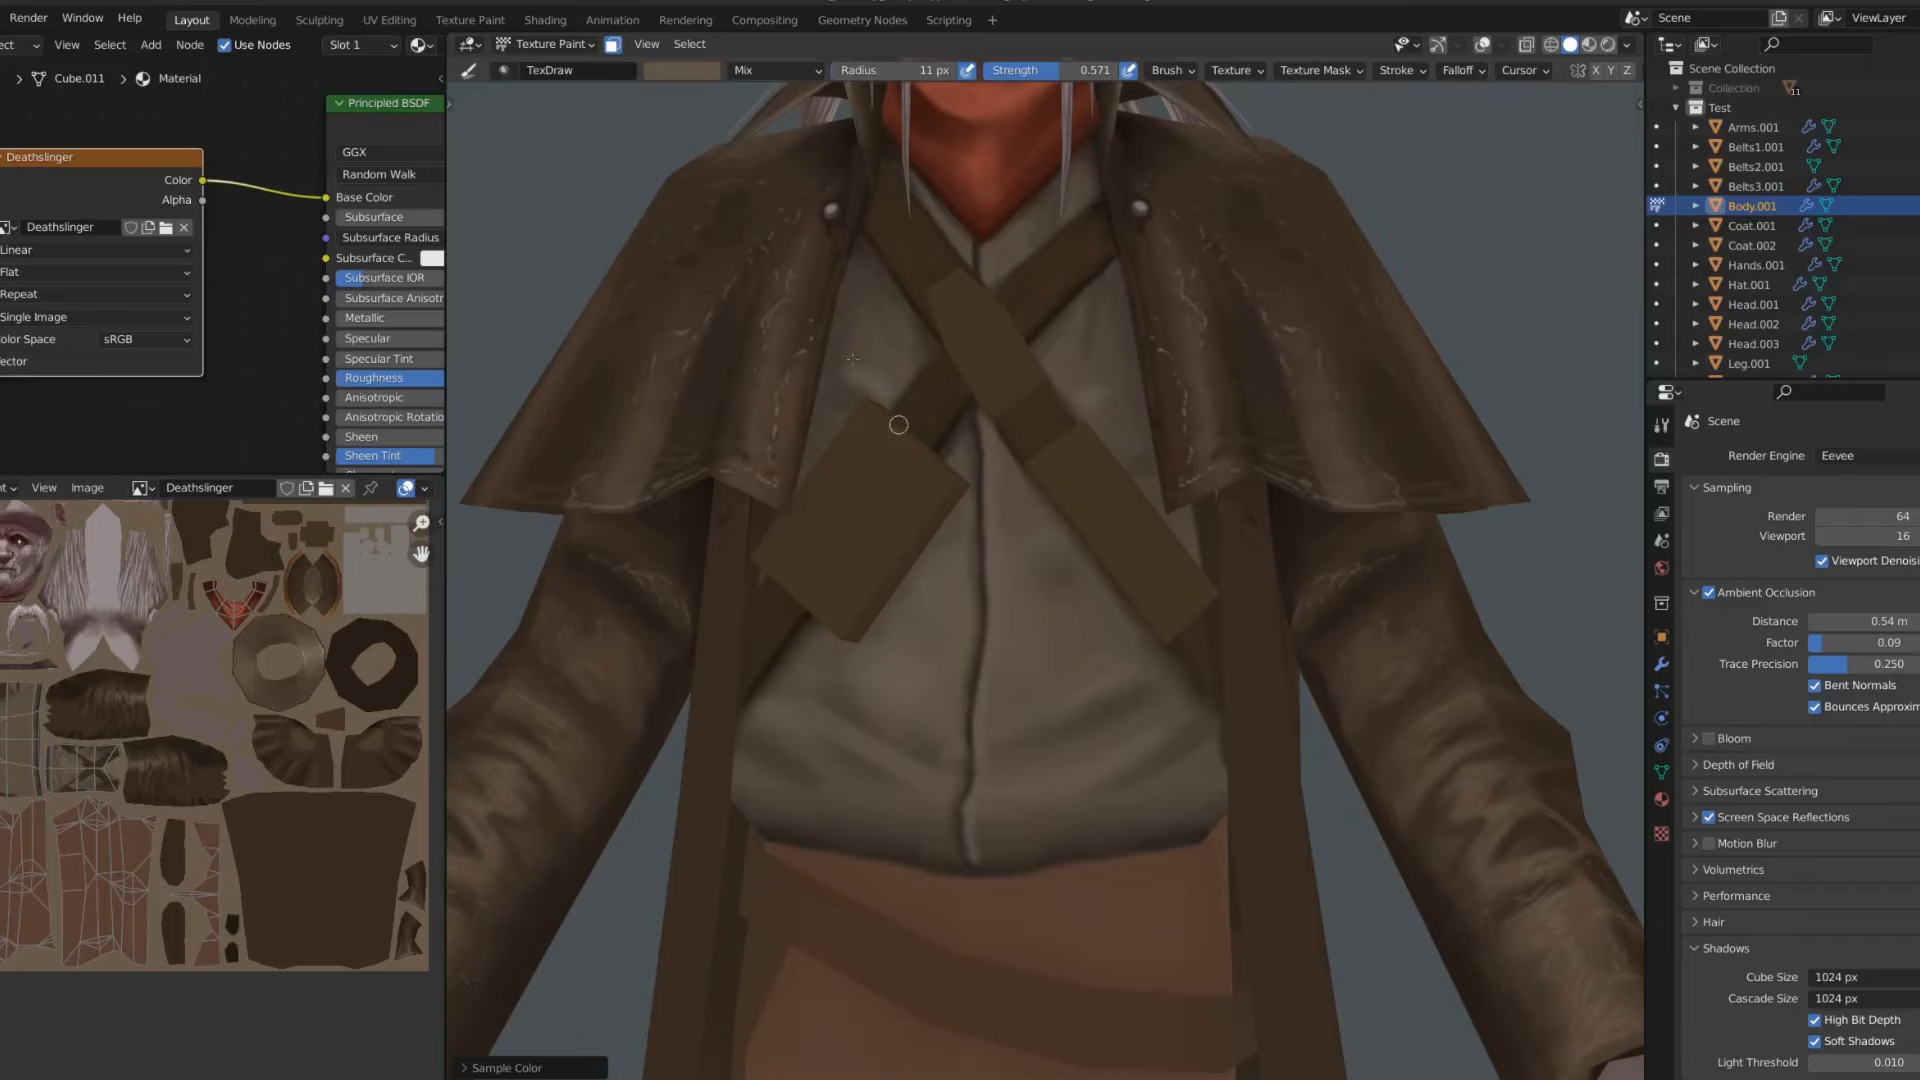 Render Window Help Layout Modeling Sculpting UV Editing Texture Paint Shading Animation Rendering Compositing Geometry Nodes Scripting + Scene ViewLayer
View Select Add Node Use Nodes Slot 1 Texture Paint View Select
TexDraw Mix Radius 11 px Strength 0.571 Brush Texture Texture Mask Stroke Falloff Cursor X Y Z
Cube.011 Material
Principled BSDF
GGX
Random Walk
Base Color
Subsurface
Subsurface Radius
Subsurface C...
Subsurface IOR
Subsurface Anisotr
Metallic
Specular
Specular Tint
Roughness
Anisotropic
Anisotropic Rotatio
Sheen
Sheen Tint
Deathslinger
Color
Alpha
Deathslinger
Linear
Flat
Repeat
Single Image
olor Space sRGB
ector
View Image Deathslinger
Sample Color
Scene Collection
Collection 11
Test
Arms.001
Belts1.001
Belts2.001
Belts3.001
Body.001
Coat.001
Coat.002
Hands.001
Hat.001
Head.001
Head.002
Head.003
Leg.001
Scene
Render Engine Eevee
Sampling
Render 64
Viewport 16
Viewport Denoisi
Ambient Occlusion
Distance 0.54 m
Factor 0.09
Trace Precision 0.250
Bent Normals
Bounces Approxim
Bloom
Depth of Field
Subsurface Scattering
Screen Space Reflections
Motion Blur
Volumetrics
Performance
Hair
Shadows
Cube Size 1024 px
Cascade Size 1024 px
High Bit Depth
Soft Shadows
Light Threshold 0.010